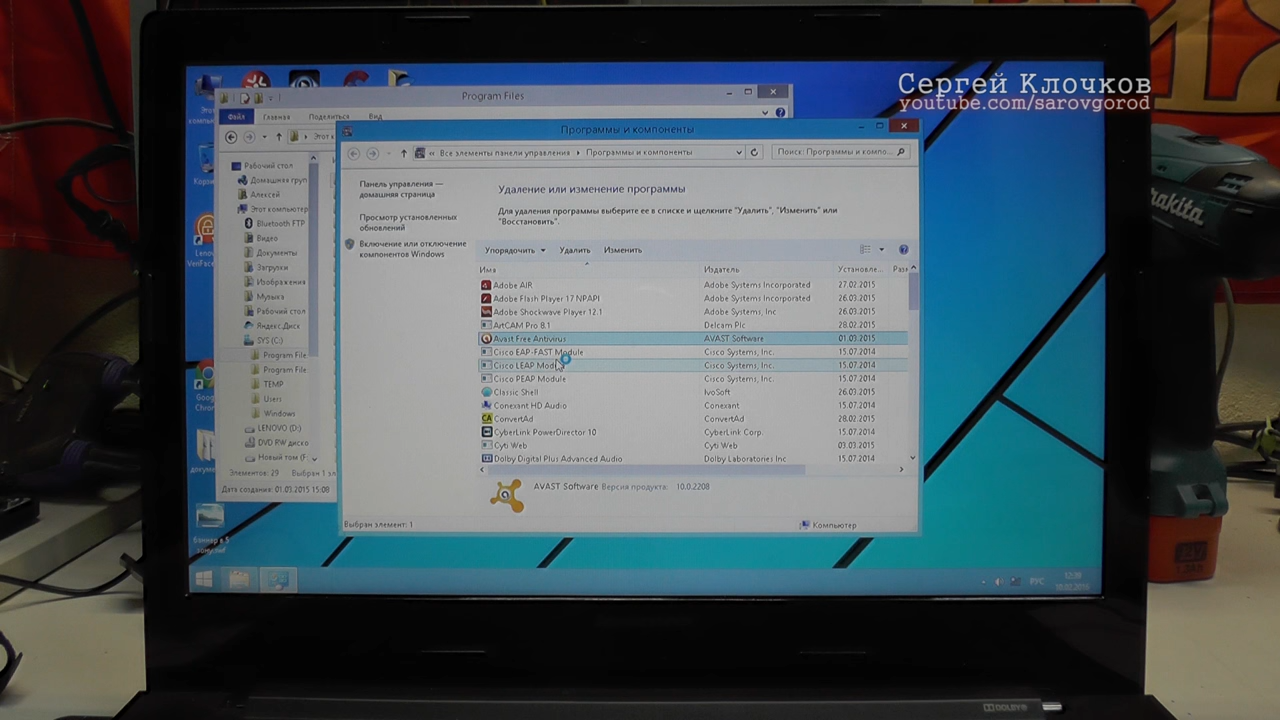 Сергей Клочков
youtube.com/sarovgorod
Program Files
Файл Главная Поделиться Вид
Программы и компоненты
« Все элементы панели управления Программы и компоненты
Поиск: Программы и компо...
Рабочий стол
Домашняя груп
Алексей
Этот компьютер
Bluetooth FTP
Видео
Документы
Загрузки
Изображения
Музыка
Рабочий стол
Яндекс.Диск
SYS (C:)
Program File
Program File
TEMP
Users
Windows
LENOVO (D:)
DVD RW диско
Новый том (F:
Элементов: 29 Выбран 1 эл
Дата создания: 01.03.2015 15:08
Панель управления —
домашняя страница
Просмотр установленных
обновлений
Включение или отключение
компонентов Windows
Удаление или изменение программы
Для удаления программы выберите ее в списке и щелкните "Удалить", "Изменить" или
"Восстановить".
Упорядочить Удалить Изменить
Имя Издатель Установле... Разм
Adobe AIR Adobe Systems Incorporated 27.02.2015
Adobe Flash Player 17 NPAPI Adobe Systems Incorporated 26.03.2015
Adobe Shockwave Player 12.1 Adobe Systems, Inc 26.03.2015
ArtCAM Pro 8.1 Delcam Plc 28.02.2015
Avast Free Antivirus AVAST Software 01.03.2015
Cisco EAP-FAST Module Cisco Systems, Inc. 15.07.2014
Cisco LEAP Module Cisco Systems, Inc. 15.07.2014
Cisco PEAP Module Cisco Systems, Inc. 15.07.2014
Classic Shell IvoSoft 26.03.2015
Conexant HD Audio Conexant 15.07.2014
ConvertAd ConvertAd 28.02.2015
CyberLink PowerDirector 10 CyberLink Corp. 15.07.2014
Cyti Web Cyti Web 03.03.2015
Dolby Digital Plus Advanced Audio Dolby Laboratories Inc 15.07.2014
AVAST Software Версия продукта: 10.0.2208
Выбран элемент: 1
Компьютер
РУС
makita
DOLBY